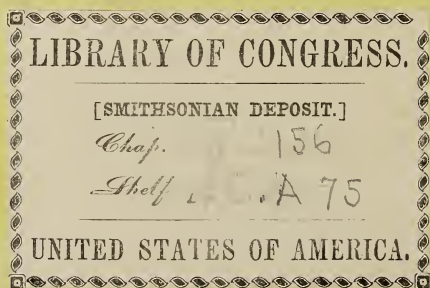 LIBRARY OF CONGRESS.
[SMITHSONIAN DEPOSIT.]
Chap. 156
Shelf .A 75
UNITED STATES OF AMERICA.